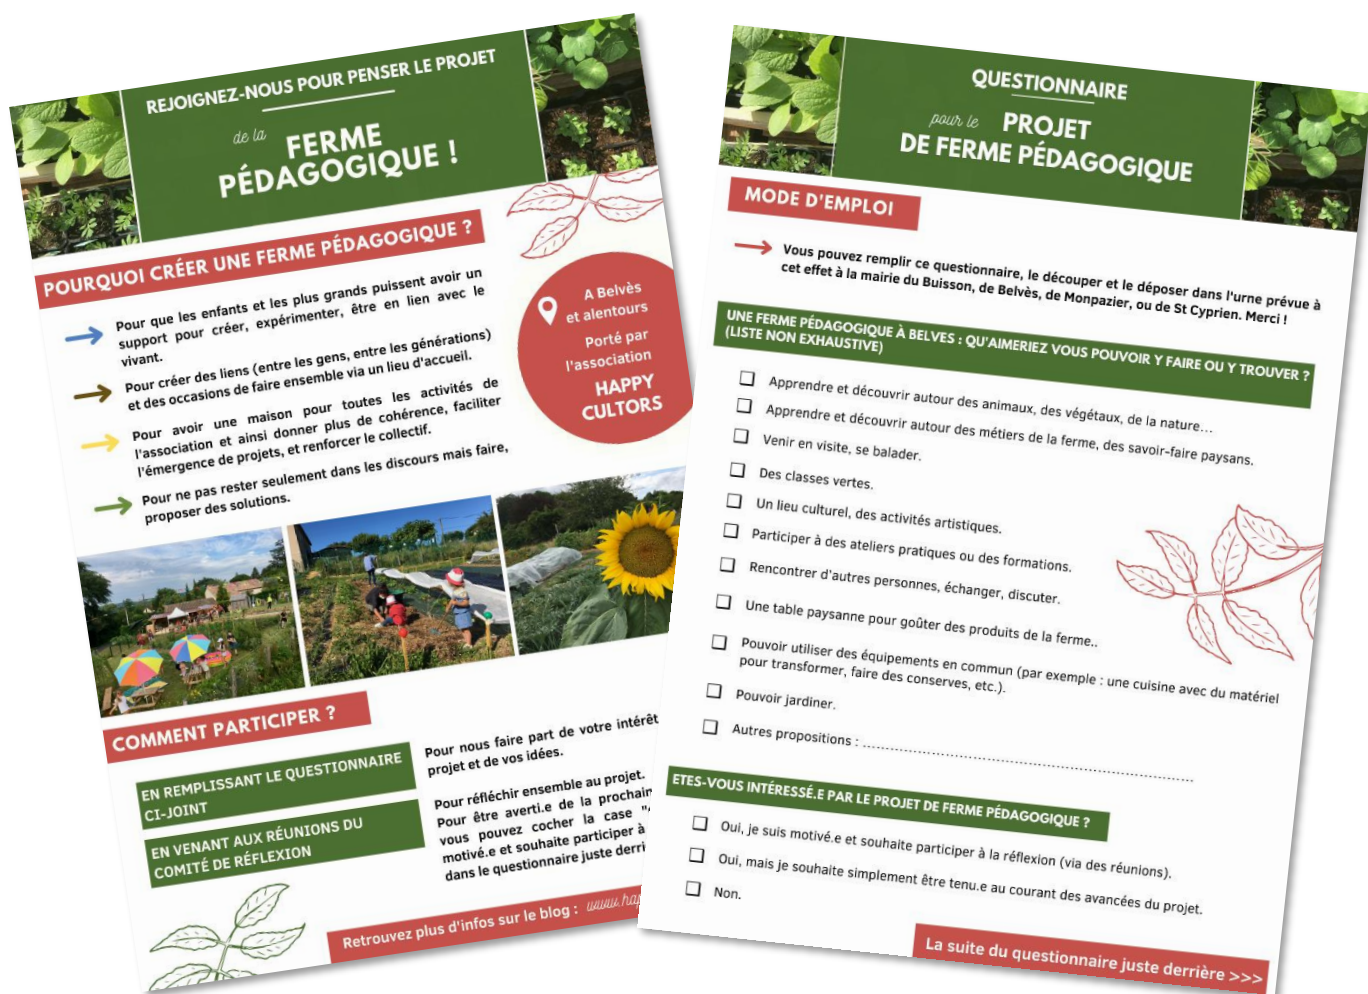 REJOIGNEZ-NOUS POUR PENSER LE PROJET
de la
FERME
PÉDAGOGIQUE !
POURQUOI CRÉER UNE FERME PÉDAGOGIQUE ?
Pour que les enfants et les plus grands puissent avoir un
support pour créer, expérimenter, être en lien avec le
vivant.
Pour créer des liens (entre les gens, entre les générations)
et des occasions de faire ensemble via un lieu d'accueil.
Pour avoir une maison pour toutes les activités de
l'association et ainsi donner plus de cohérence, faciliter
l'émergence de projets, et renforcer le collectif.
Pour ne pas rester seulement dans les discours mais faire,
proposer des solutions.
A Belvès
et alentours
Porté par
l'association
HAPPY
CULTORS
COMMENT PARTICIPER ?
EN REMPLISSANT LE QUESTIONNAIRE
CI-JOINT
EN VENANT AUX RÉUNIONS DU
COMITÉ DE RÉFLEXION
Pour nous faire part de votre intérêt
projet et de vos idées.
Pour réfléchir ensemble au projet.
Pour être averti.e de la
vous pouvez cocher la case
motivé.e et souhaite participer à
dans le questionnaire juste
Retrouvez plus d'infos sur le blog :
QUESTIONNAIRE
pour le
PROJET
DE FERME PÉDAGOGIQUE
MODE D'EMPLOI
Vous pouvez remplir ce questionnaire, le découper et le déposer dans l'urne prévue à
cet effet à la mairie du Buisson, de Belvès, de Monpazier, ou de St Cyprien. Merci !
UNE FERME PÉDAGOGIQUE À BELVES : QU'AIMERIEZ VOUS POUVOIR Y FAIRE OU Y TROUVER ?
(LISTE NON EXHAUSTIVE)
Apprendre et découvrir autour des animaux, des végétaux, de la nature...
Apprendre et découvrir autour des métiers de la ferme, des savoir-faire paysans.
Venir en visite, se balader.
Des classes vertes.
Un lieu culturel, des activités artistiques.
Participer à des ateliers pratiques ou des formations.
Rencontrer d'autres personnes, échanger, discuter.
Une table paysanne pour goûter des produits de la ferme..
Pouvoir utiliser des équipements en commun (par exemple : une cuisine avec du matériel
pour transformer, faire des conserves, etc.).
Pouvoir jardiner.
Autres propositions : ....................................................................................
ETES-VOUS INTÉRESSÉ.E PAR LE PROJET DE FERME PÉDAGOGIQUE ?
Oui, je suis motivé.e et souhaite participer à la réflexion (via des réunions).
Oui, mais je souhaite simplement être tenu.e au courant des avancées du projet.
Non.
La suite du questionnaire juste derrière >>>